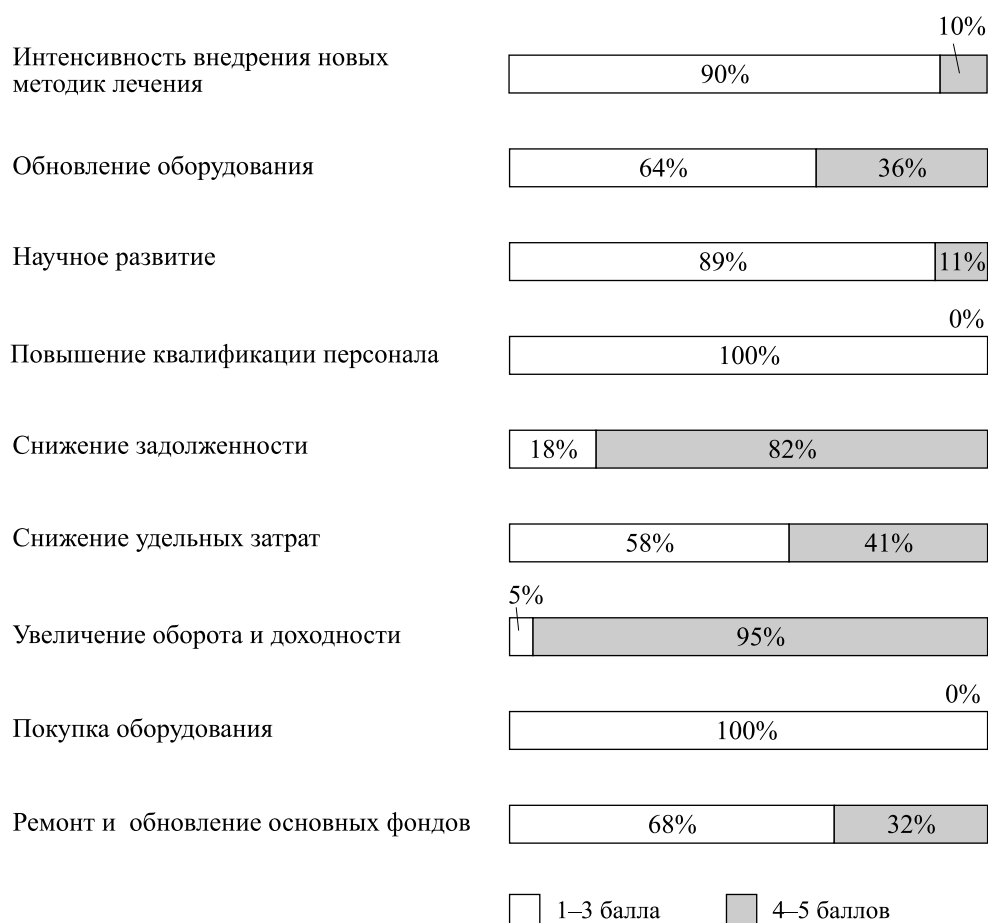 10%
Интенсивность внедрения новых
методик лечения
90%
Обновление оборудования 64% 36%
Научное развитие 89% 11%
0%
Повышение квалификации персонала 100%
Снижение задолженности 18% 82%
Снижение удельных затрат 58% 41%
5%
Увеличение оборота и доходности 95%
0%
Покупка оборудования 100%
Ремонт и обновление основных фондов 68% 32%
1–3 балла 4–5 баллов